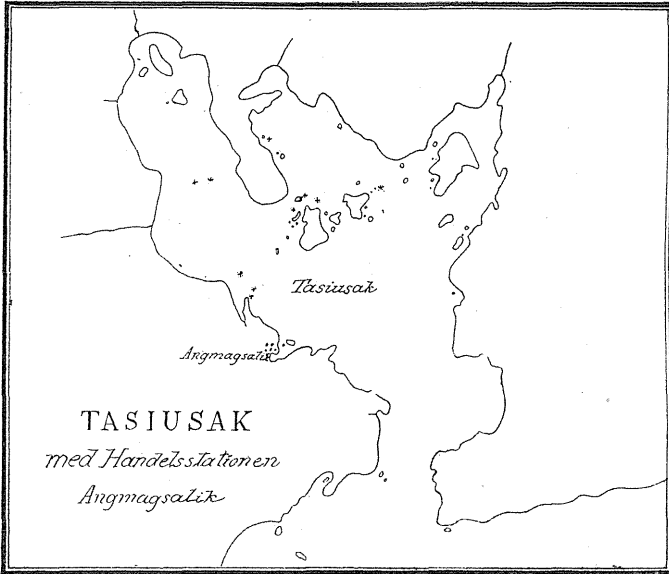 Tasiusak
Angmagsalik
TASIUSAK
med Handelsstationen
Angmagsalik